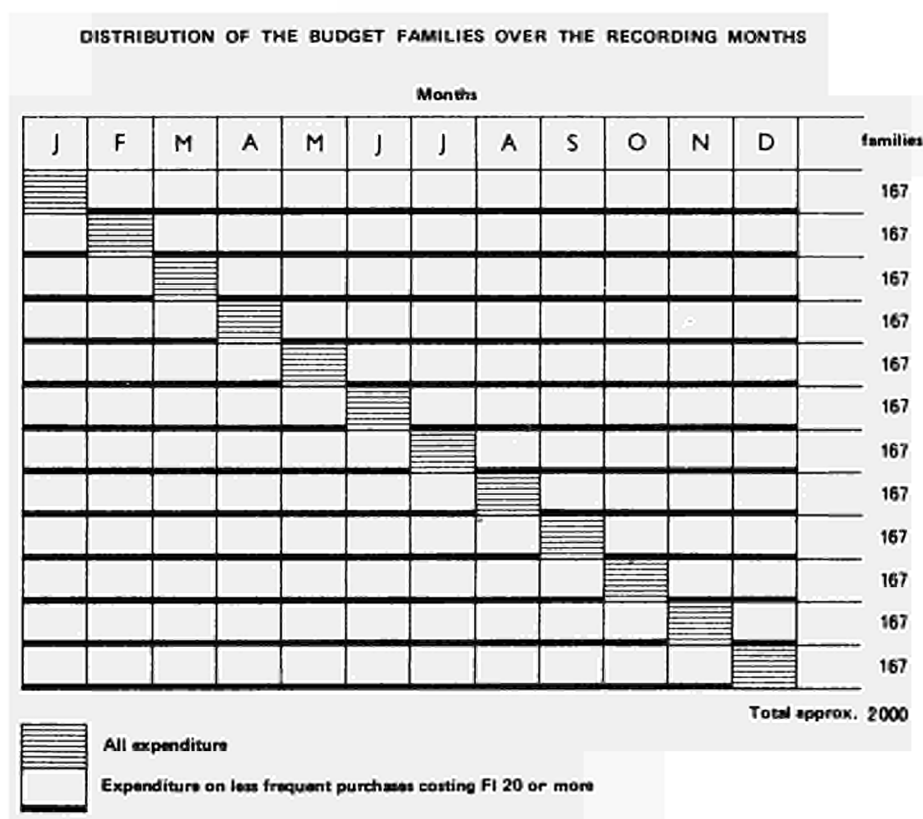 DISTRIBUTION OF THE BUDGET FAMILIES OVER THE RECORDING MONTHS
Months
J F M A M J J A S O N D families
167
167
167
167
167
167
167
167
167
167
167
167
Total approx. 2000
All expenditure
Expenditure on less frequent purchases costing Fl 20 or more